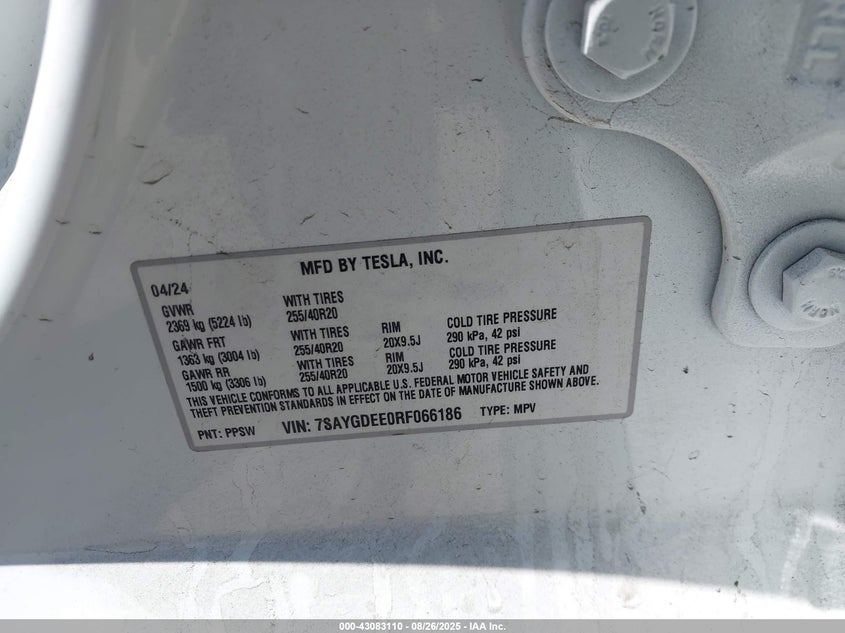 MFD BY TESLA, INC.
04/24
GVWR WITH TIRES
2369 kg (5224 lb) 255/40R20
GAWR FRT WITH TIRES RIM COLD TIRE PRESSURE
1363 kg (3004 lb) 255/40R20 20X9.5J 290 kPa, 42 psi
GAWR RR WITH TIRES RIM COLD TIRE PRESSURE
1500 kg (3306 lb) 255/40R20 20X9.5J 290 kPa, 42 psi
THIS VEHICLE CONFORMS TO ALL APPLICABLE U.S. FEDERAL MOTOR VEHICLE SAFETY AND
THEFT PREVENTION STANDARDS IN EFFECT ON THE DATE OF MANUFACTURE SHOWN ABOVE.
PNT: PPSW VIN: 7SAYGDEE0RF066186 TYPE: MPV
000-43083110 - 08/26/2025 - IAA Inc.